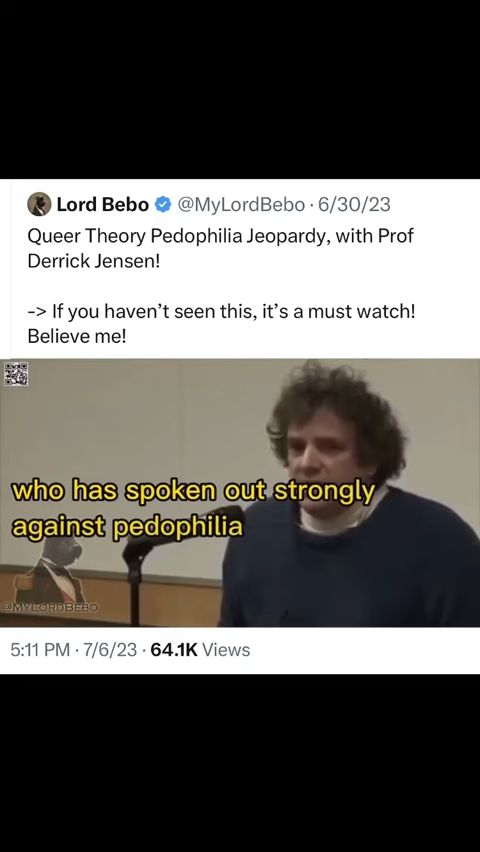 Lord Bebo @MyLordBebo · 6/30/23
Queer Theory Pedophilia Jeopardy, with Prof
Derrick Jensen!
-> If you haven’t seen this, it’s a must watch!
Believe me!
who has spoken out strongly
against pedophilia
@MYLORDBEBO
5:11 PM · 7/6/23 · 64.1K Views